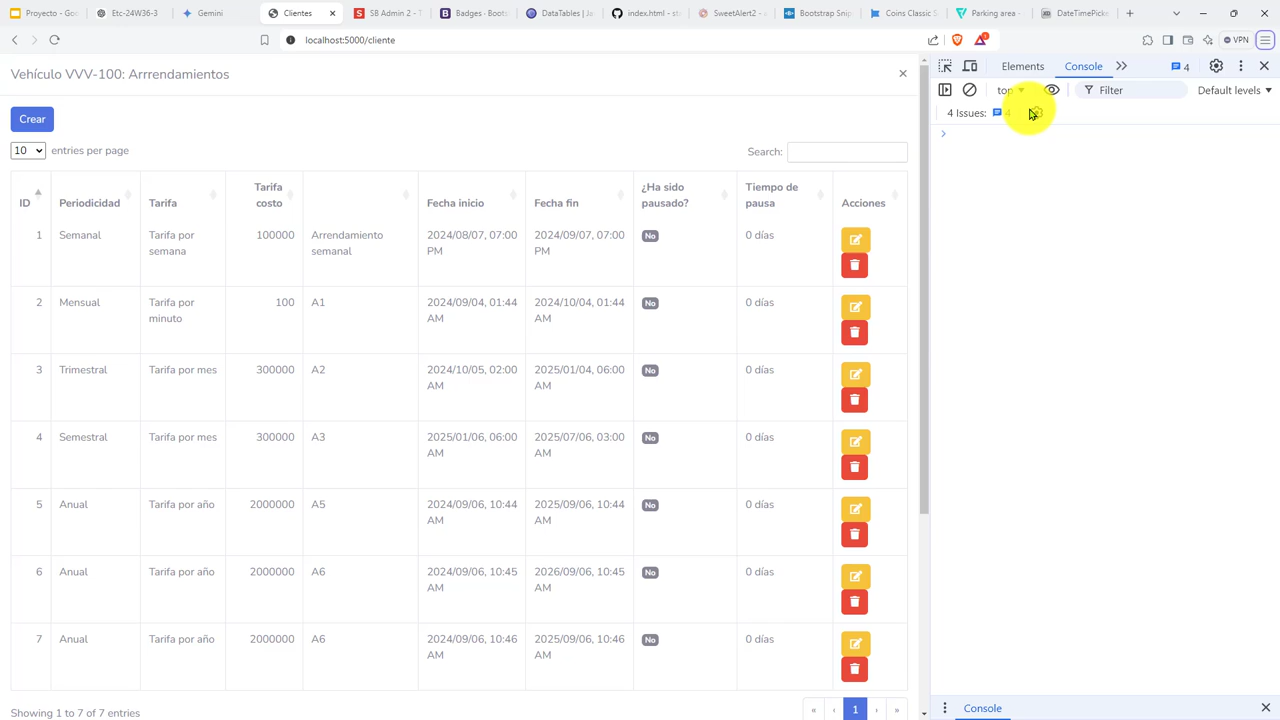 Proyecto - Goo
Etc-24W36-3
Gemini
Clientes
SB Admin 2 - T
Badges - Boots
DataTables | Jo
index.html - sta
SweetAlert2 - a
Bootstrap Snip
Coins Classic S
Parking area -
DateTimePicke
localhost:5000/cliente
VPN
Vehículo VVV-100: Arrrendamientos
Crear
10 entries per page
Search:
ID Periodicidad Tarifa Tarifa costo Fecha inicio Fecha fin ¿Ha sido pausado? Tiempo de pausa Acciones
1 Semanal Tarifa por semana 100000 Arrendamiento semanal 2024/08/07, 07:00 PM 2024/09/07, 07:00 PM No 0 días
2 Mensual Tarifa por minuto 100 A1 2024/09/04, 01:44 AM 2024/10/04, 01:44 AM No 0 días
3 Trimestral Tarifa por mes 300000 A2 2024/10/05, 02:00 AM 2025/01/04, 06:00 AM No 0 días
4 Semestral Tarifa por mes 300000 A3 2025/01/06, 06:00 AM 2025/07/06, 03:00 AM No 0 días
5 Anual Tarifa por año 2000000 A5 2024/09/06, 10:44 AM 2025/09/06, 10:44 AM No 0 días
6 Anual Tarifa por año 2000000 A6 2024/09/06, 10:45 AM 2026/09/06, 10:45 AM No 0 días
7 Anual Tarifa por año 2000000 A6 2024/09/06, 10:46 AM 2025/09/06, 10:46 AM No 0 días
Showing 1 to 7 of 7 entries
« ‹ 1 › »
Elements Console 4
top Filter Default levels
4 Issues: 4
Console